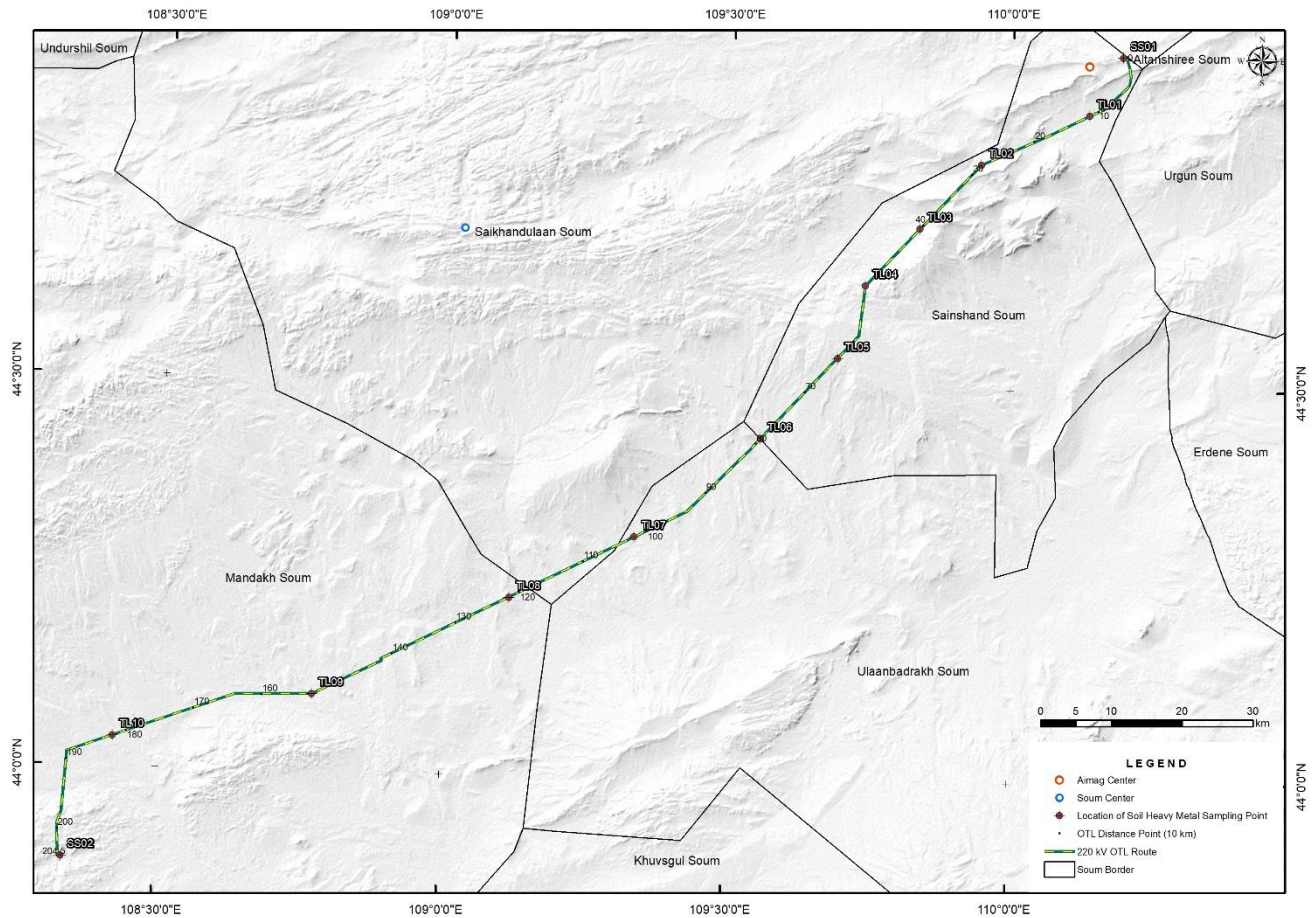 108°30'0"E
109°0'0"E
109°30'0"E
110°0'0"E
Undurshil Soum
SS01
0
Altanshiree Soum
N
W
E
S
TL01
10
20
TL02
30
Urgun Soum
40
TL03
Saikhandulaan Soum
TL04
Sainshand Soum
TL05
44°30'0"N
44°30'0"N
70
TL06
Erdene Soum
90
TL07
100
110
Mandakh Soum
TL08
120
130
140
Ulaanbadrakh Soum
TL09
160
170
TL10
180
190
0 5 10 20 30
km
44°0'0"N
44°0'0"N
LEGEND
Aimag Center
Soum Center
Location of Soil Heavy Metal Sampling Point
OTL Distance Point (10 km)
220 kV OTL Route
Soum Border
200
SS02
Khuvsgul Soum
108°30'0"E
109°0'0"E
109°30'0"E
110°0'0"E